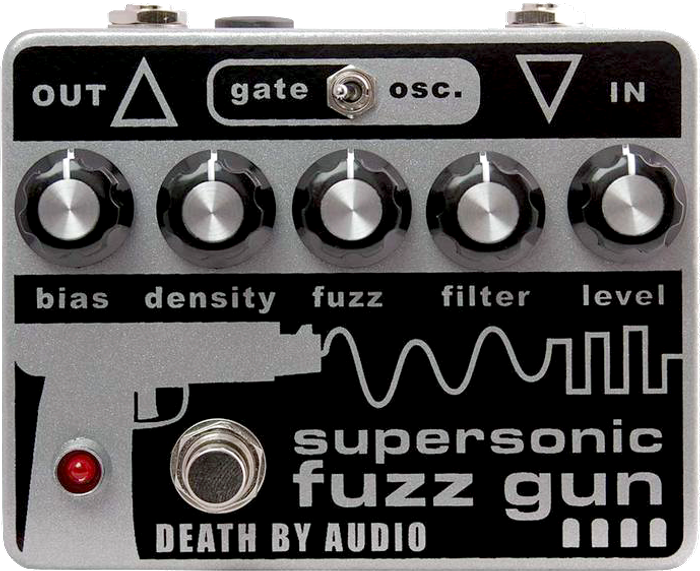 OUT gate osc. IN
bias density fuzz filter level
supersonic
fuzz gun
DEATH BY AUDIO